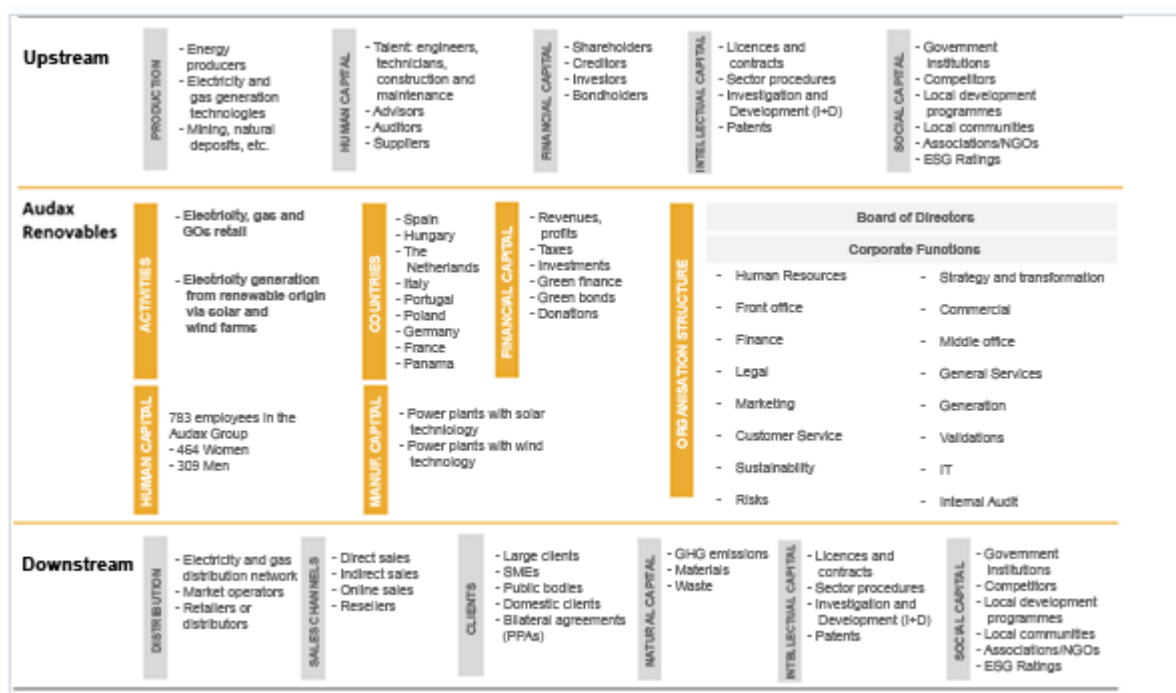 Upstream
PRODUCTION
- Energy
producers
- Electricity and
gas generation
technologies
- Mining, natural
deposits, etc.
HUMAN CAPITAL
- Talent: engineers,
technicians,
construction and
maintenance
- Advisors
- Auditors
- Suppliers
FINANCIAL CAPITAL
- Shareholders
- Creditors
- Investors
- Bondholders
INTELLECTUAL CAPITAL
- Licences and
contracts
- Sector procedures
- Investigation and
Development (I+D)
- Patents
SOCIAL CAPITAL
- Government
Institutions
- Competitors
- Local development
programmes
- Local communities
- Associations/NGOs
- ESG Ratings
Audax
Renovables
ACTIVITIES
- Electricity, gas and
GOs retail
- Electricity generation
from renewable origin
via solar and
wind farms
COUNTRIES
- Spain
- Hungary
- The
Netherlands
- Italy
- Portugal
- Poland
- Germany
- France
- Panama
FINANCIAL CAPITAL
- Revenues,
profits
- Taxes
- Investments
- Green finance
- Green bonds
- Donations
HUMAN CAPITAL
783 employees in the
Audax Group
- 464 Women
- 309 Men
MANUF. CAPITAL
- Power plants with solar
technology
- Power plants with wind
technology
ORGANISATION STRUCTURE
Board of Directors
Corporate Functions
- Human Resources
- Front office
- Finance
- Legal
- Marketing
- Customer Service
- Sustainability
- Risks
- Strategy and transformation
- Commercial
- Middle office
- General Services
- Generation
- Validations
- IT
- Internal Audit
Downstream
DISTRIBUTION
- Electricity and gas
distribution network
- Market operators
- Retailers or
distributors
SALES CHANNELS
- Direct sales
- Indirect sales
- Online sales
- Resellers
CLIENTS
- Large clients
- SMEs
- Public bodies
- Domestic clients
- Bilateral agreements
(PPAs)
NATURAL CAPITAL
- GHG emissions
- Materials
- Waste
INTELLECTUAL CAPITAL
- Licences and
contracts
- Sector procedures
- Investigation and
Development (I+D)
- Patents
SOCIAL CAPITAL
- Government
Institutions
- Competitors
- Local development
programmes
- Local communities
- Associations/NGOs
- ESG Ratings